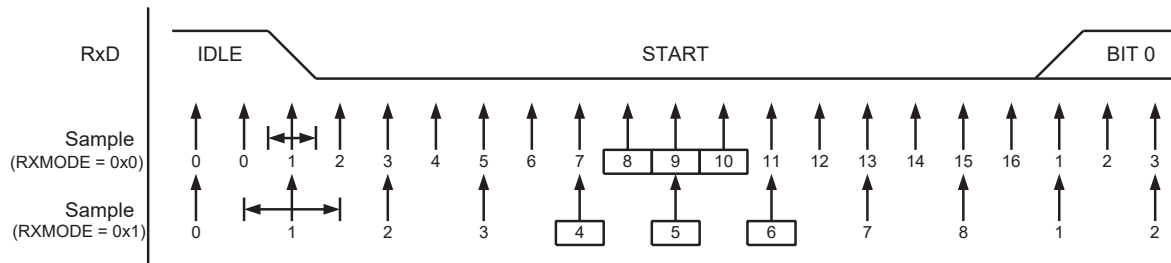 RxD IDLE START BIT 0
Sample
(RXMODE = 0x0)
0 0 1 2 3 4 5 6 7 8 9 10 11 12 13 14 15 16 1 2 3
Sample
(RXMODE = 0x1)
0 1 2 3 4 5 6 7 8 1 2